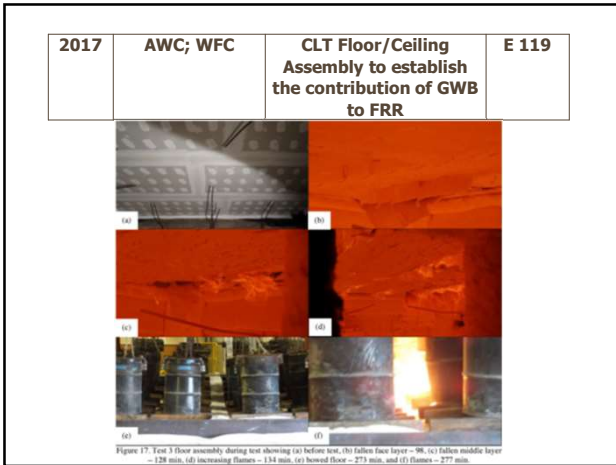 2017
AWC; WFC
CLT Floor/Ceiling
Assembly to establish
the contribution of GWB
to FRR
E 119
(a)
(b)
(c)
(d)
(e)
(f)
Figure 17. Test 3 floor assembly during test showing (a) before test, (b) fallen face layer – 98, (c) fallen middle layer
– 128 min, (d) increasing flames – 134 min, (e) bowed floor – 273 min, and (f) flames – 277 min.